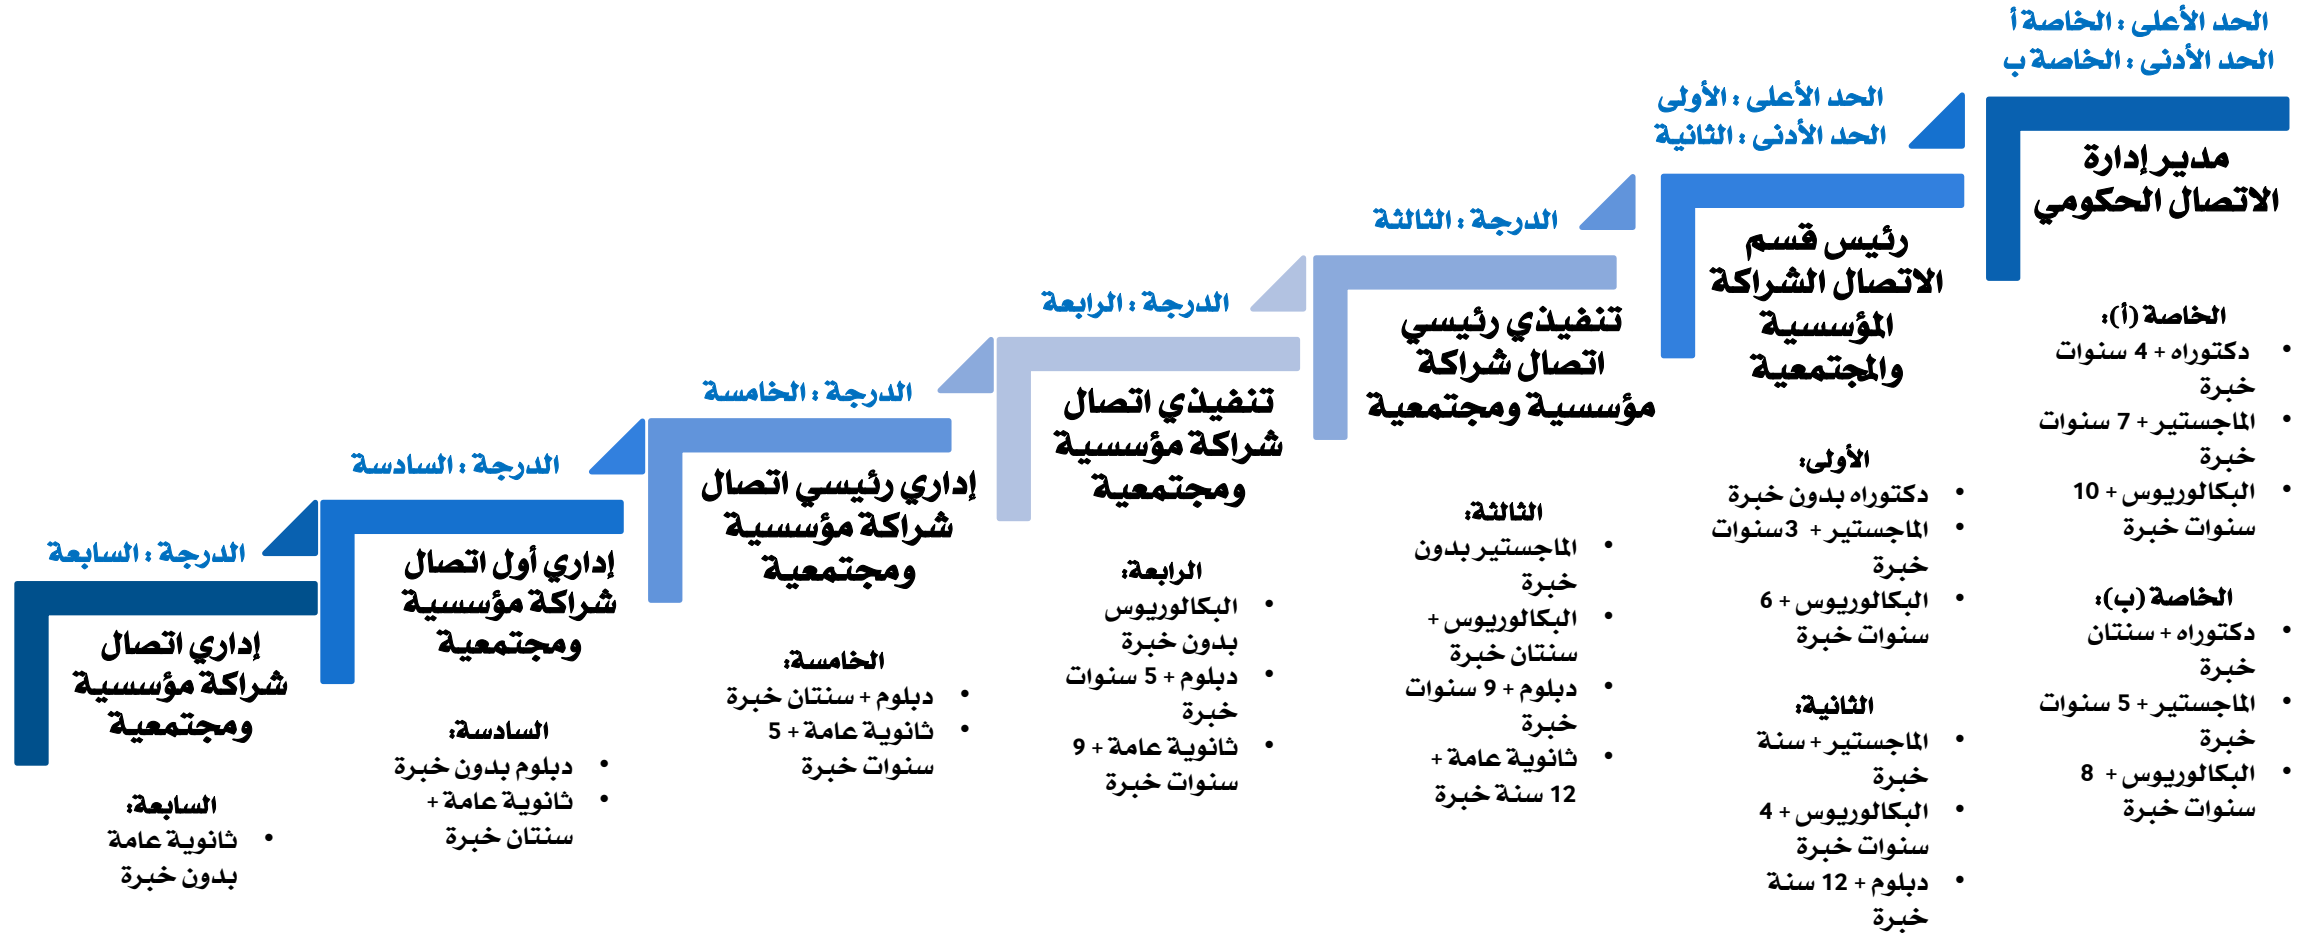 الحد الأعلى : الخاصة أ
الحد الأدنى : الخاصة ب
مدير إدارة
الاتصال الحكومي
الخاصة (أ):
• دكتوراه + 4 سنوات
خبرة
• الماجستير + 7 سنوات
خبرة
• البكالوريوس + 10
سنوات خبرة
الخاصة (ب):
• دكتوراه + سنتان
خبرة
• الماجستير + 5 سنوات
خبرة
• البكالوريوس + 8
سنوات خبرة
الحد الأعلى : الأولى
الحد الأدنى : الثانية
رئيس قسم
الاتصال الشراكة
المؤسسية
والمجتمعية
الأولى:
• دكتوراه بدون خبرة
• الماجستير + 3سنوات
خبرة
• البكالوريوس + 6
سنوات خبرة
الثانية:
• الماجستير + سنة
خبرة
• البكالوريوس + 4
سنوات خبرة
• دبلوم + 12 سنة
خبرة
الدرجة : الثالثة
تنفيذي رئيسي
اتصال شراكة
مؤسسية ومجتمعية
الثالثة:
• الماجستير بدون
خبرة
• البكالوريوس +
سنتان خبرة
• دبلوم + 9 سنوات
خبرة
• ثانوية عامة +
12 سنة خبرة
الدرجة : الرابعة
تنفيذي اتصال
شراكة مؤسسية
ومجتمعية
الرابعة:
• البكالوريوس
بدون خبرة
• دبلوم + 5 سنوات
خبرة
• ثانوية عامة + 9
سنوات خبرة
الدرجة : الخامسة
إداري رئيسي اتصال
شراكة مؤسسية
ومجتمعية
الخامسة:
• دبلوم + سنتان خبرة
• ثانوية عامة + 5
سنوات خبرة
الدرجة : السادسة
إداري أول اتصال
شراكة مؤسسية
ومجتمعية
السادسة:
• دبلوم بدون خبرة
• ثانوية عامة +
سنتان خبرة
الدرجة : السابعة
إداري اتصال
شراكة مؤسسية
ومجتمعية
السابعة:
• ثانوية عامة
بدون خبرة